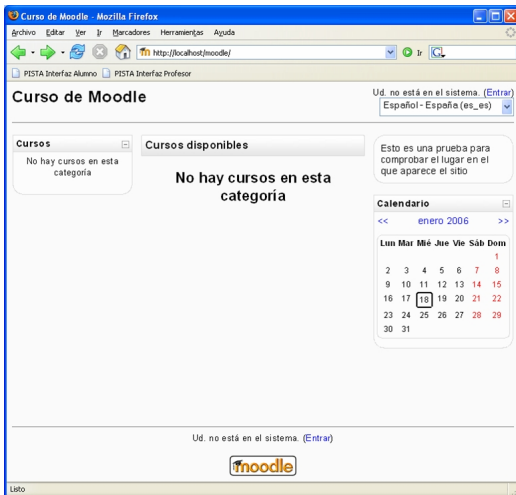 Curso de Moodle - Mozilla Firefox
Archivo Editar Ver Ir Marcadores Herramientas Ayuda
http://localhost/moodle/ Ir G
PISTA Interfaz Alumno PISTA Interfaz Profesor
Curso de Moodle
Ud. no está en el sistema. (Entrar)
Español - España (es_es)
Cursos
No hay cursos en esta
categoría
Cursos disponibles
No hay cursos en esta
categoría
Esto es una prueba para
comprobar el lugar en el
que aparece el sitio
Calendario
<< enero 2006 >>
Lun Mar Mié Jue Vie Sáb Dom
1
2 3 4 5 6 7 8
9 10 11 12 13 14 15
16 17 18 19 20 21 22
23 24 25 26 27 28 29
30 31
Ud. no está en el sistema. (Entrar)
moodle
Listo